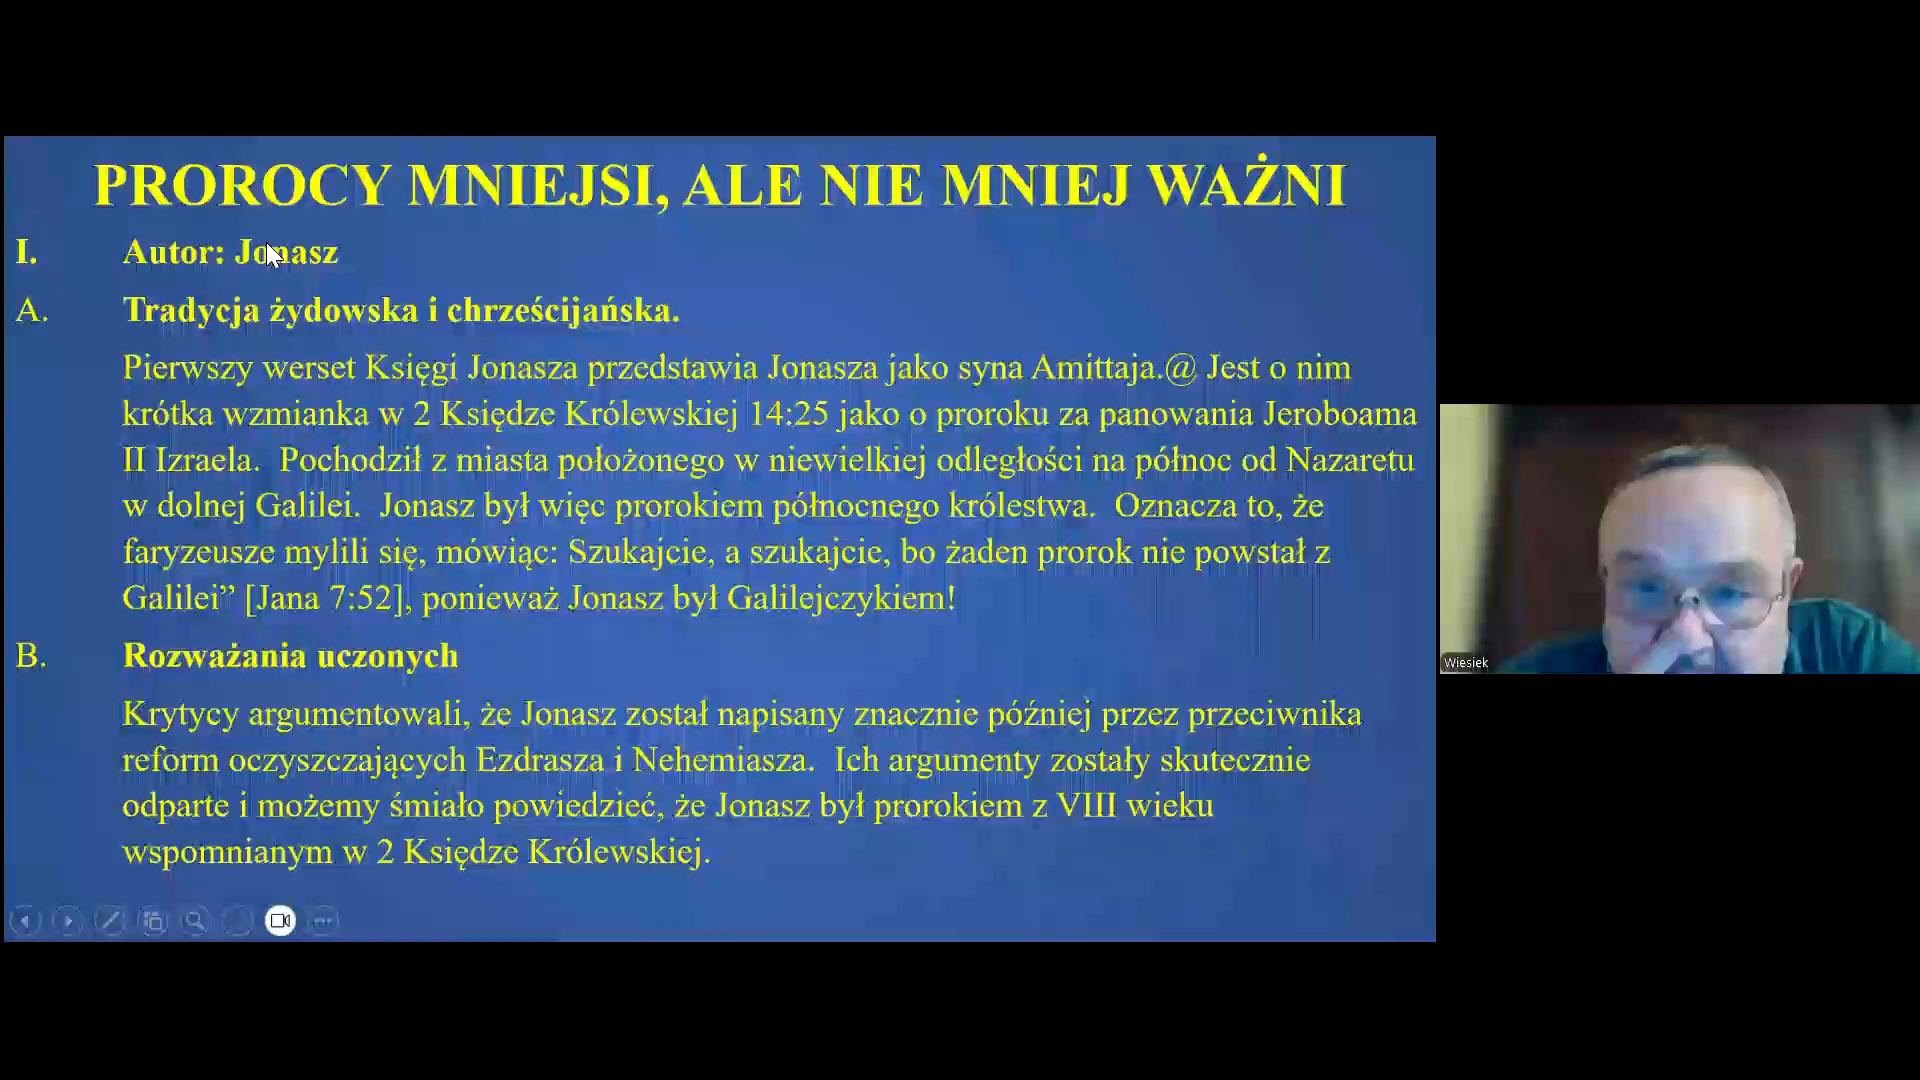 PROROCY MNIEJSI, ALE NIE MNIEJ WAŻNI
I. Autor: Jonasz
A. Tradycja żydowska i chrześcijańska.
Pierwszy werset Księgi Jonasza przedstawia Jonasza jako syna Amittaja.@ Jest o nim
krótka wzmianka w 2 Księdze Królewskiej 14:25 jako o proroku za panowania Jeroboama
II Izraela. Pochodził z miasta położonego w niewielkiej odległości na północ od Nazaretu
w dolnej Galilei. Jonasz był więc prorokiem północnego królestwa. Oznacza to, że
faryzeusze mylili się, mówiąc: Szukajcie, a szukajcie, bo żaden prorok nie powstał z
Galilei” [Jana 7:52], ponieważ Jonasz był Galilejczykiem!
B. Rozważania uczonych
Krytycy argumentowali, że Jonasz został napisany znacznie później przez przeciwnika
reform oczyszczających Ezdrasza i Nehemiasza. Ich argumenty zostały skutecznie
odparte i możemy śmiało powiedzieć, że Jonasz był prorokiem z VIII wieku
wspomnianym w 2 Księdze Królewskiej.
Wiesiek